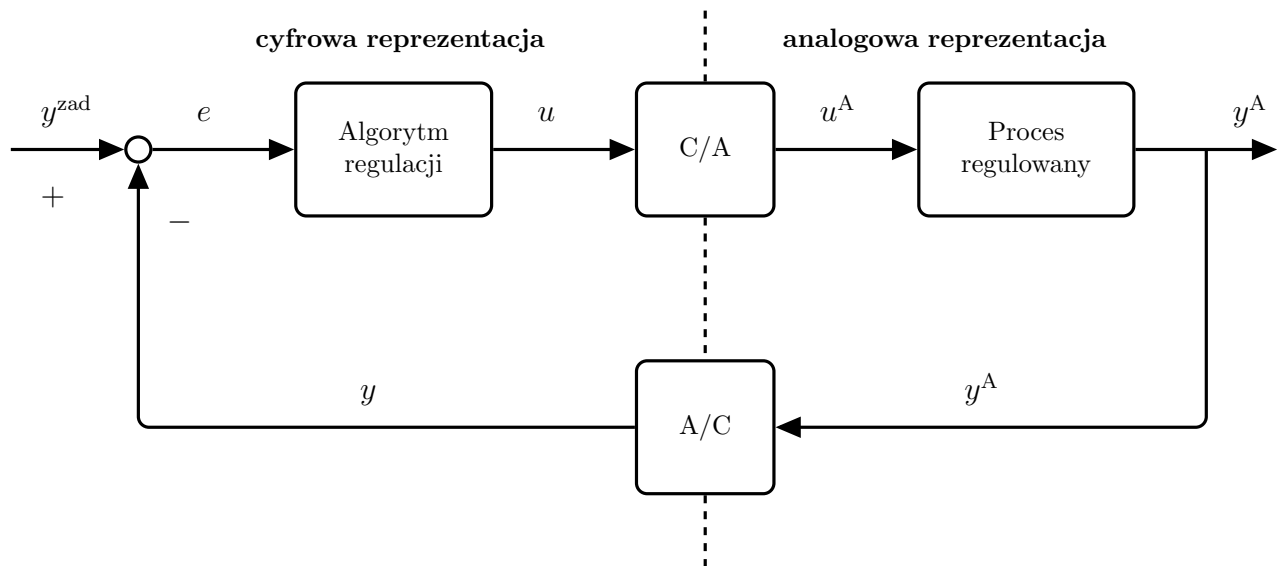 cyfrowa reprezentacja
analogowa reprezentacja
y^zad
e
Algorytm
regulacji
u
C/A
u^A
Proces
regulowany
y^A
+
−
y
A/C
y^A